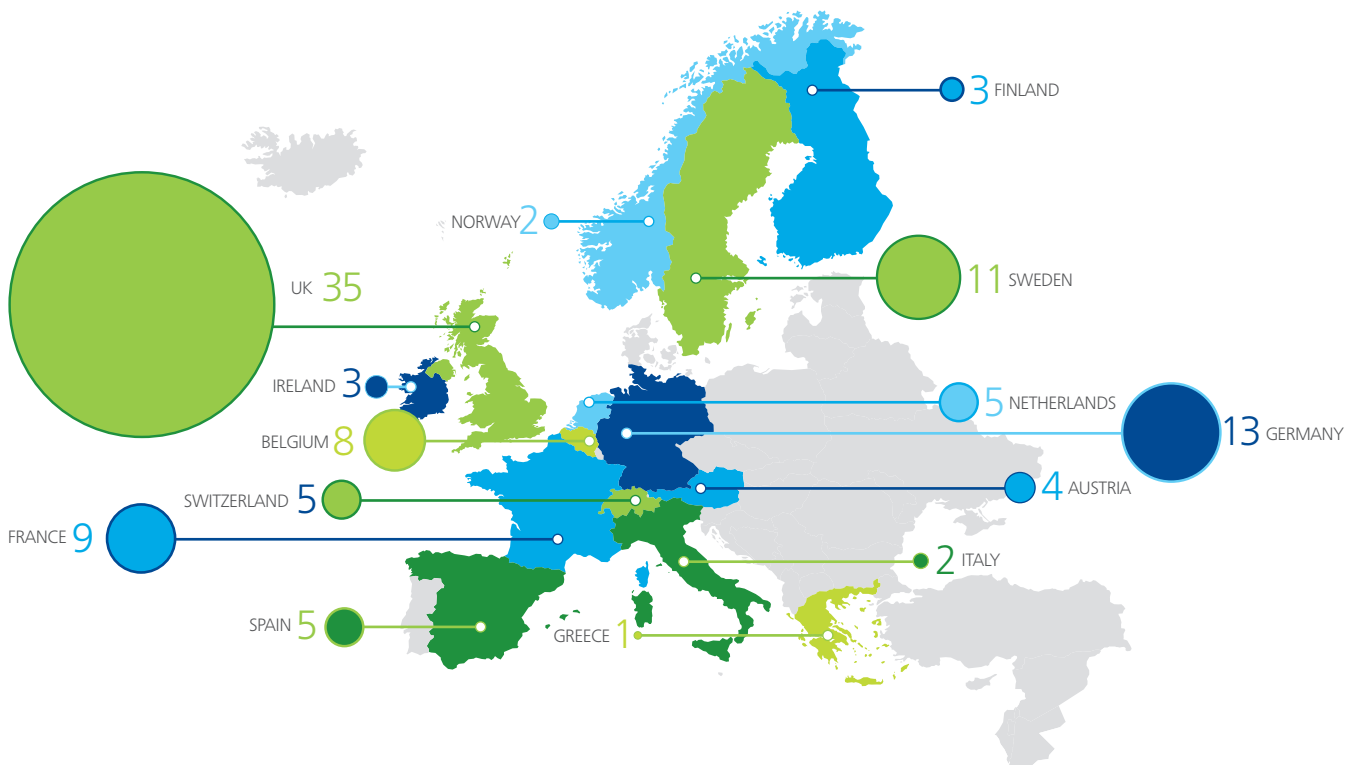 3 FINLAND
NORWAY 2
11 SWEDEN
UK 35
IRELAND 3
5 NETHERLANDS
13 GERMANY
BELGIUM 8
4 AUSTRIA
SWITZERLAND 5
FRANCE 9
2 ITALY
SPAIN 5
GREECE 1